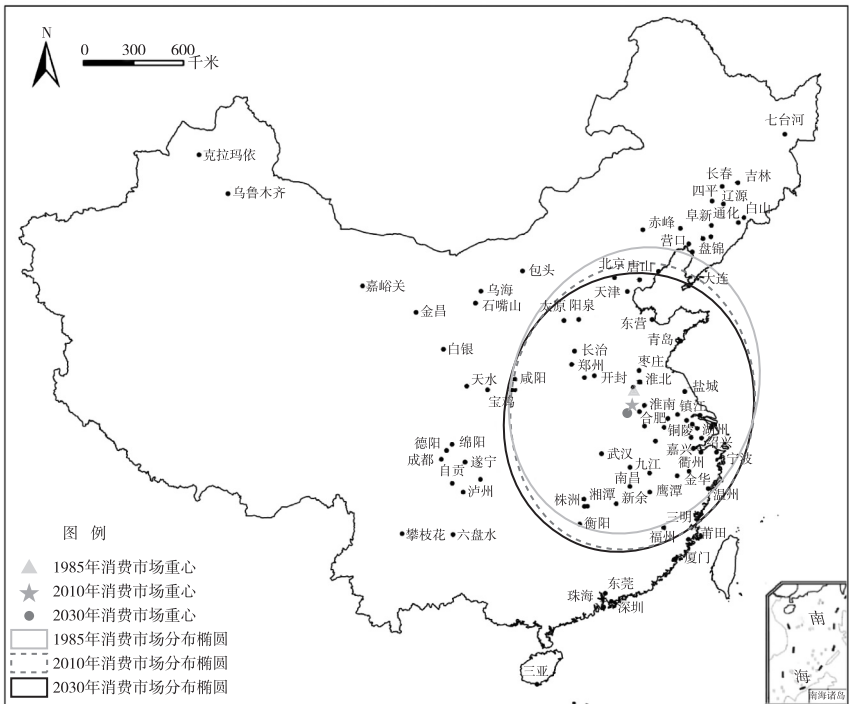 N
0 300 600
千米
七台河
克拉玛依
长春 吉林
乌鲁木齐
四平 辽源
阜新 通化 白山
赤峰
营口 盘锦
北京 唐山
包头
大连
嘉峪关
乌海
天津
石嘴山
太原 阳泉
金昌
东营
青岛
白银
长治
郑州
枣庄
天水
咸阳
开封
淮北
宝鸡
盐城
淮南 镇江
合肥
铜陵 湖州
德阳 绵阳
嘉兴 绍兴
成都
武汉
宁波
自贡 遂宁
九江
衢州
南昌
金华
泸州
鹰潭
温州
株洲 湘潭 新余
三明
衡阳
莆田
攀枝花 六盘水
福州
厦门
东莞
珠海
深圳
三亚
图 例
1985年消费市场重心
2010年消费市场重心
2030年消费市场重心
1985年消费市场分布椭圆
2010年消费市场分布椭圆
2030年消费市场分布椭圆
南
海
南海诸岛